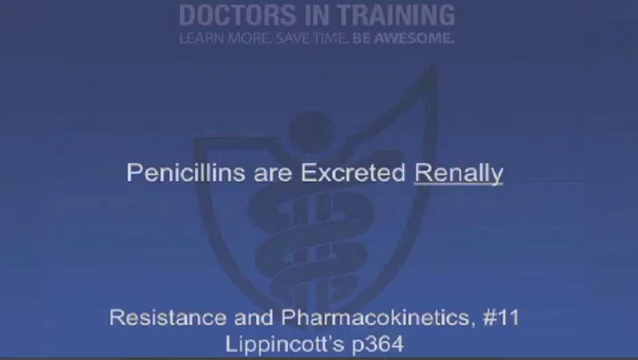 DOCTORS IN TRAINING
LEARN MORE. SAVE TIME. BE AWESOME.
Penicillins are Excreted Renally
Resistance and Pharmacokinetics, #11
Lippincott's p364